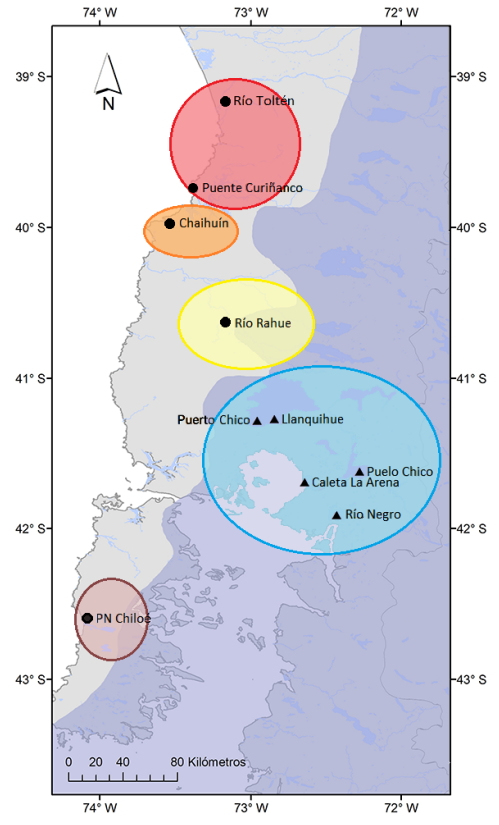 74° W 73° W 72° W
39° S 39° S
N
Río Toltén
Puente Curiñanco
40° S 40° S
Chaihuín
Río Rahue
41° S 41° S
Puerto Chico Llanquihue
Puelo Chico
Caleta La Arena
Río Negro
42° S 42° S
PN Chiloé
43° S 43° S
0 20 40 80 Kilómetros
74° W 73° W 72° W